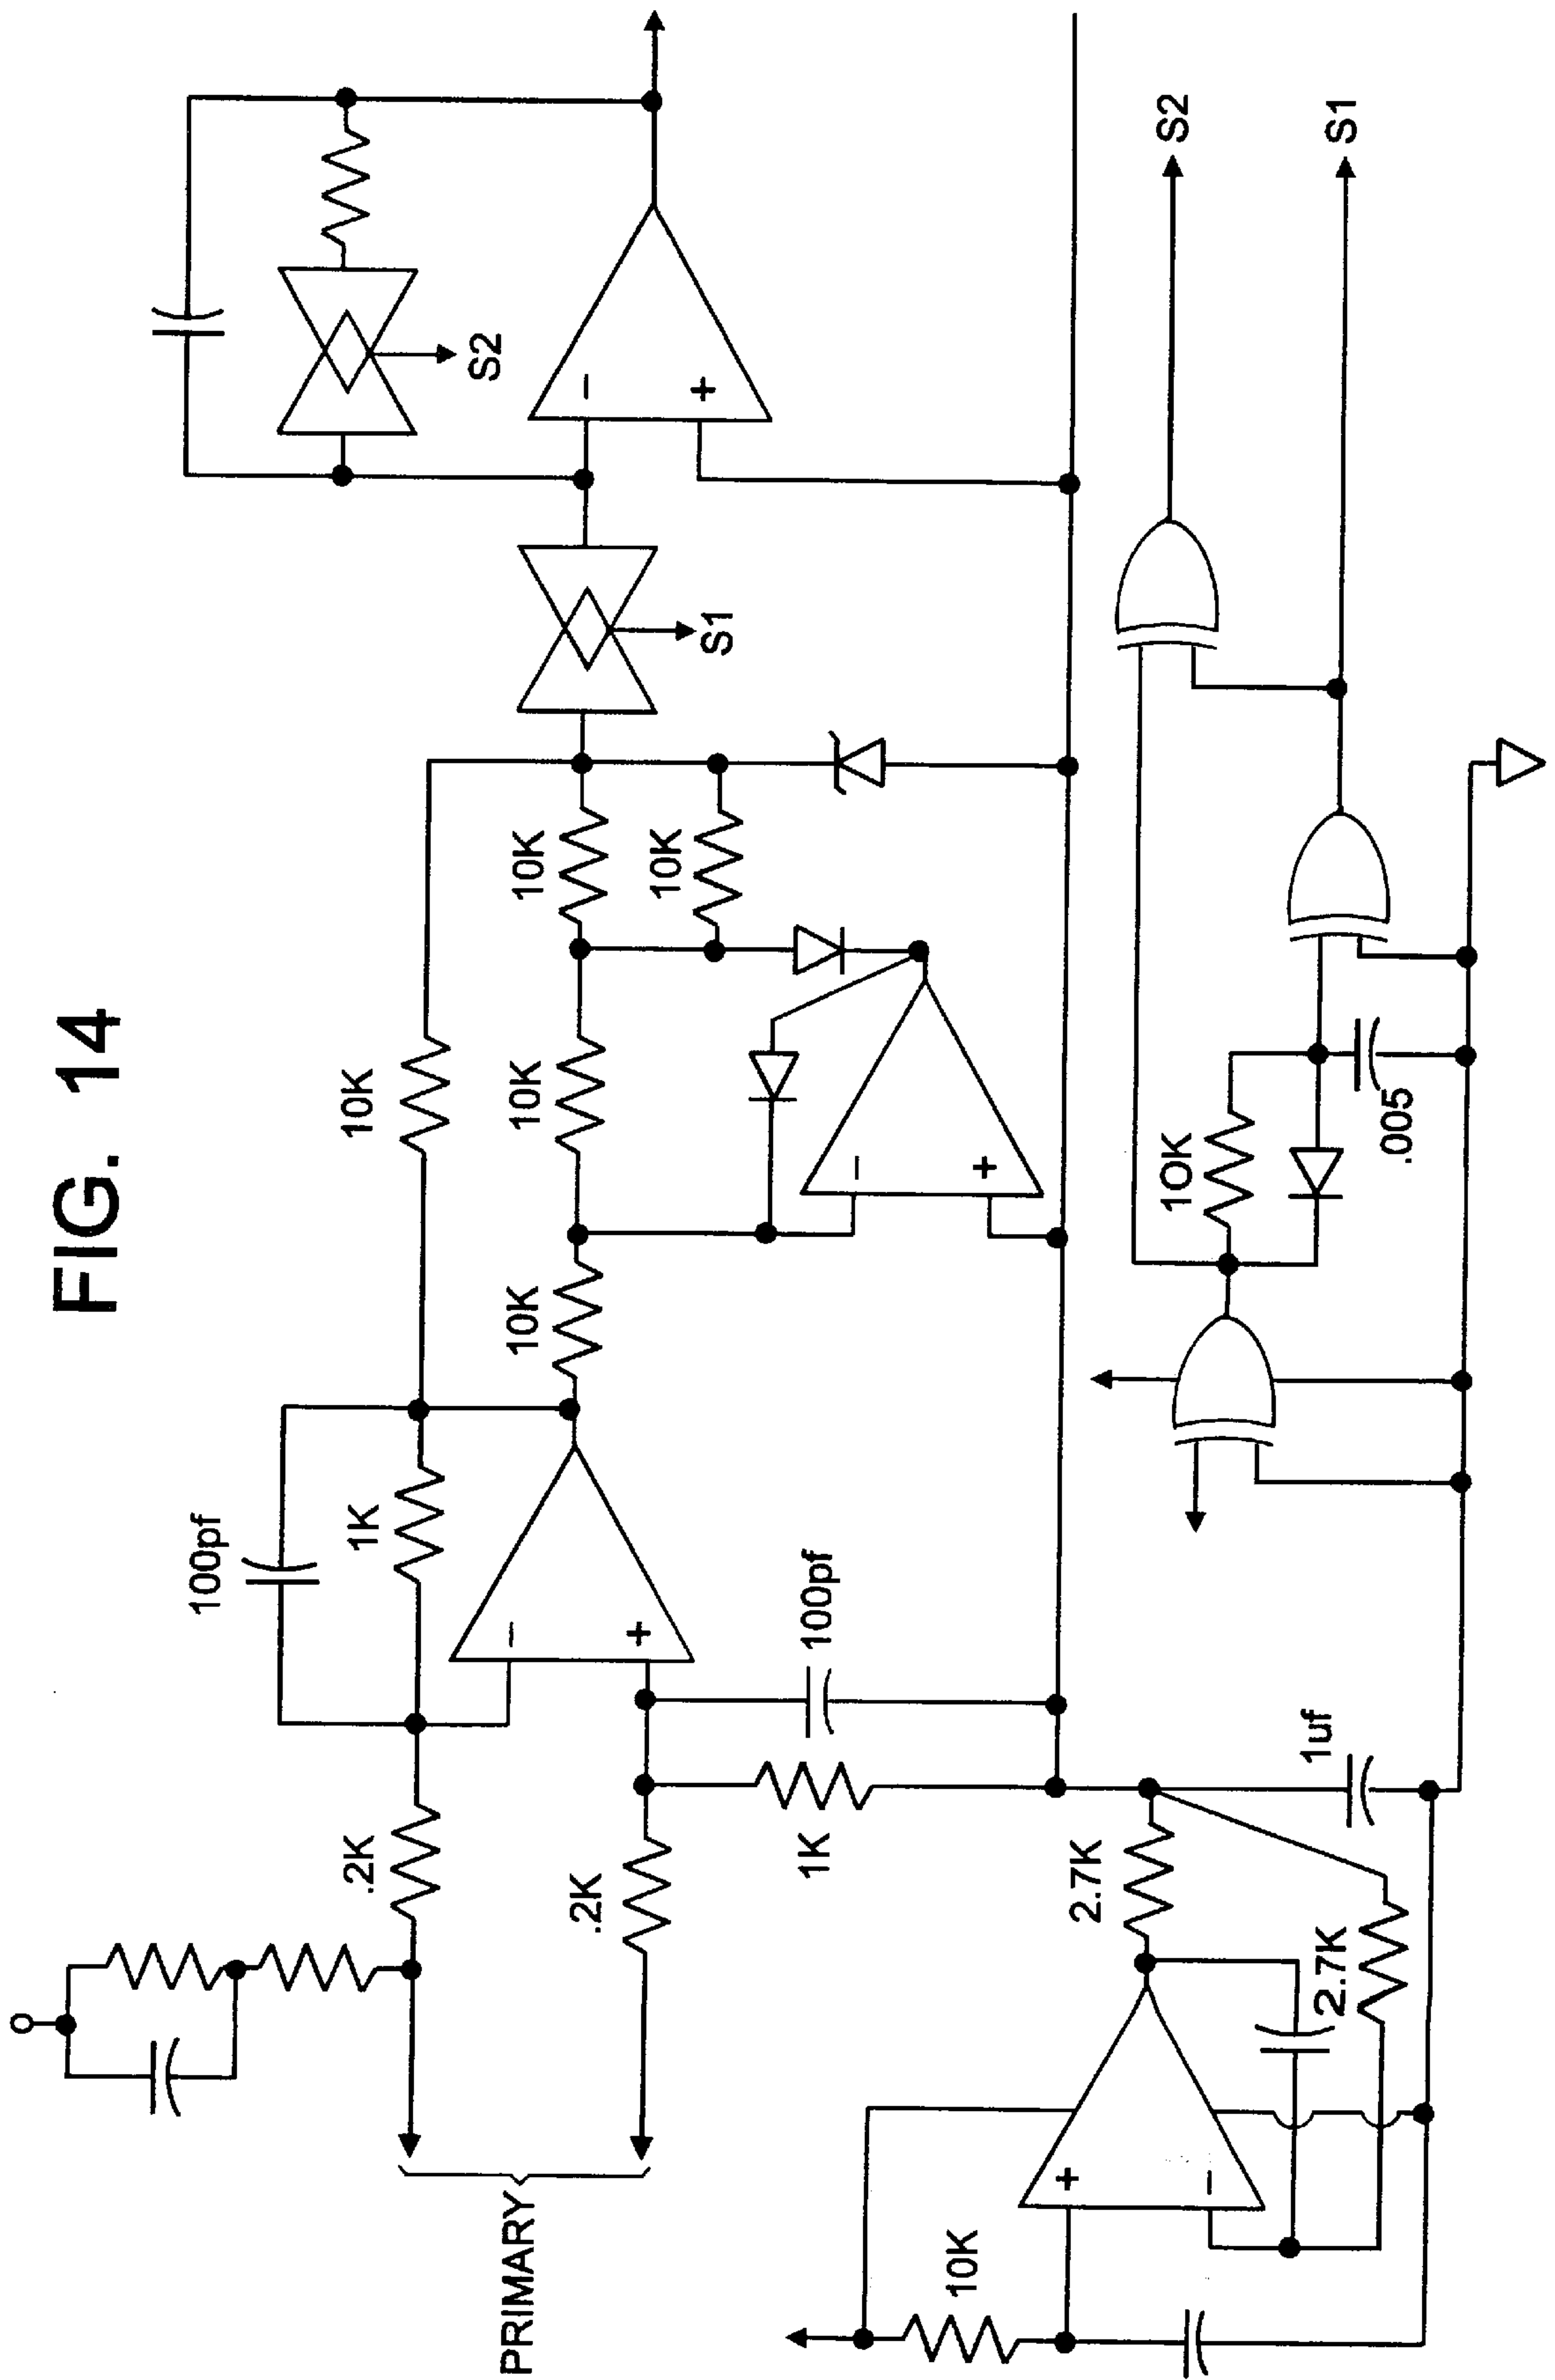 FIG. 14
100pf
1K
10K
.2K
S2
10K
10K
10K
10K
S1
−
+
−
+
−
+
.2K
PRIMARY
1K
100pf
10K
+
−
2.7K
2.7K
1uf
10K
.005
S2
S1